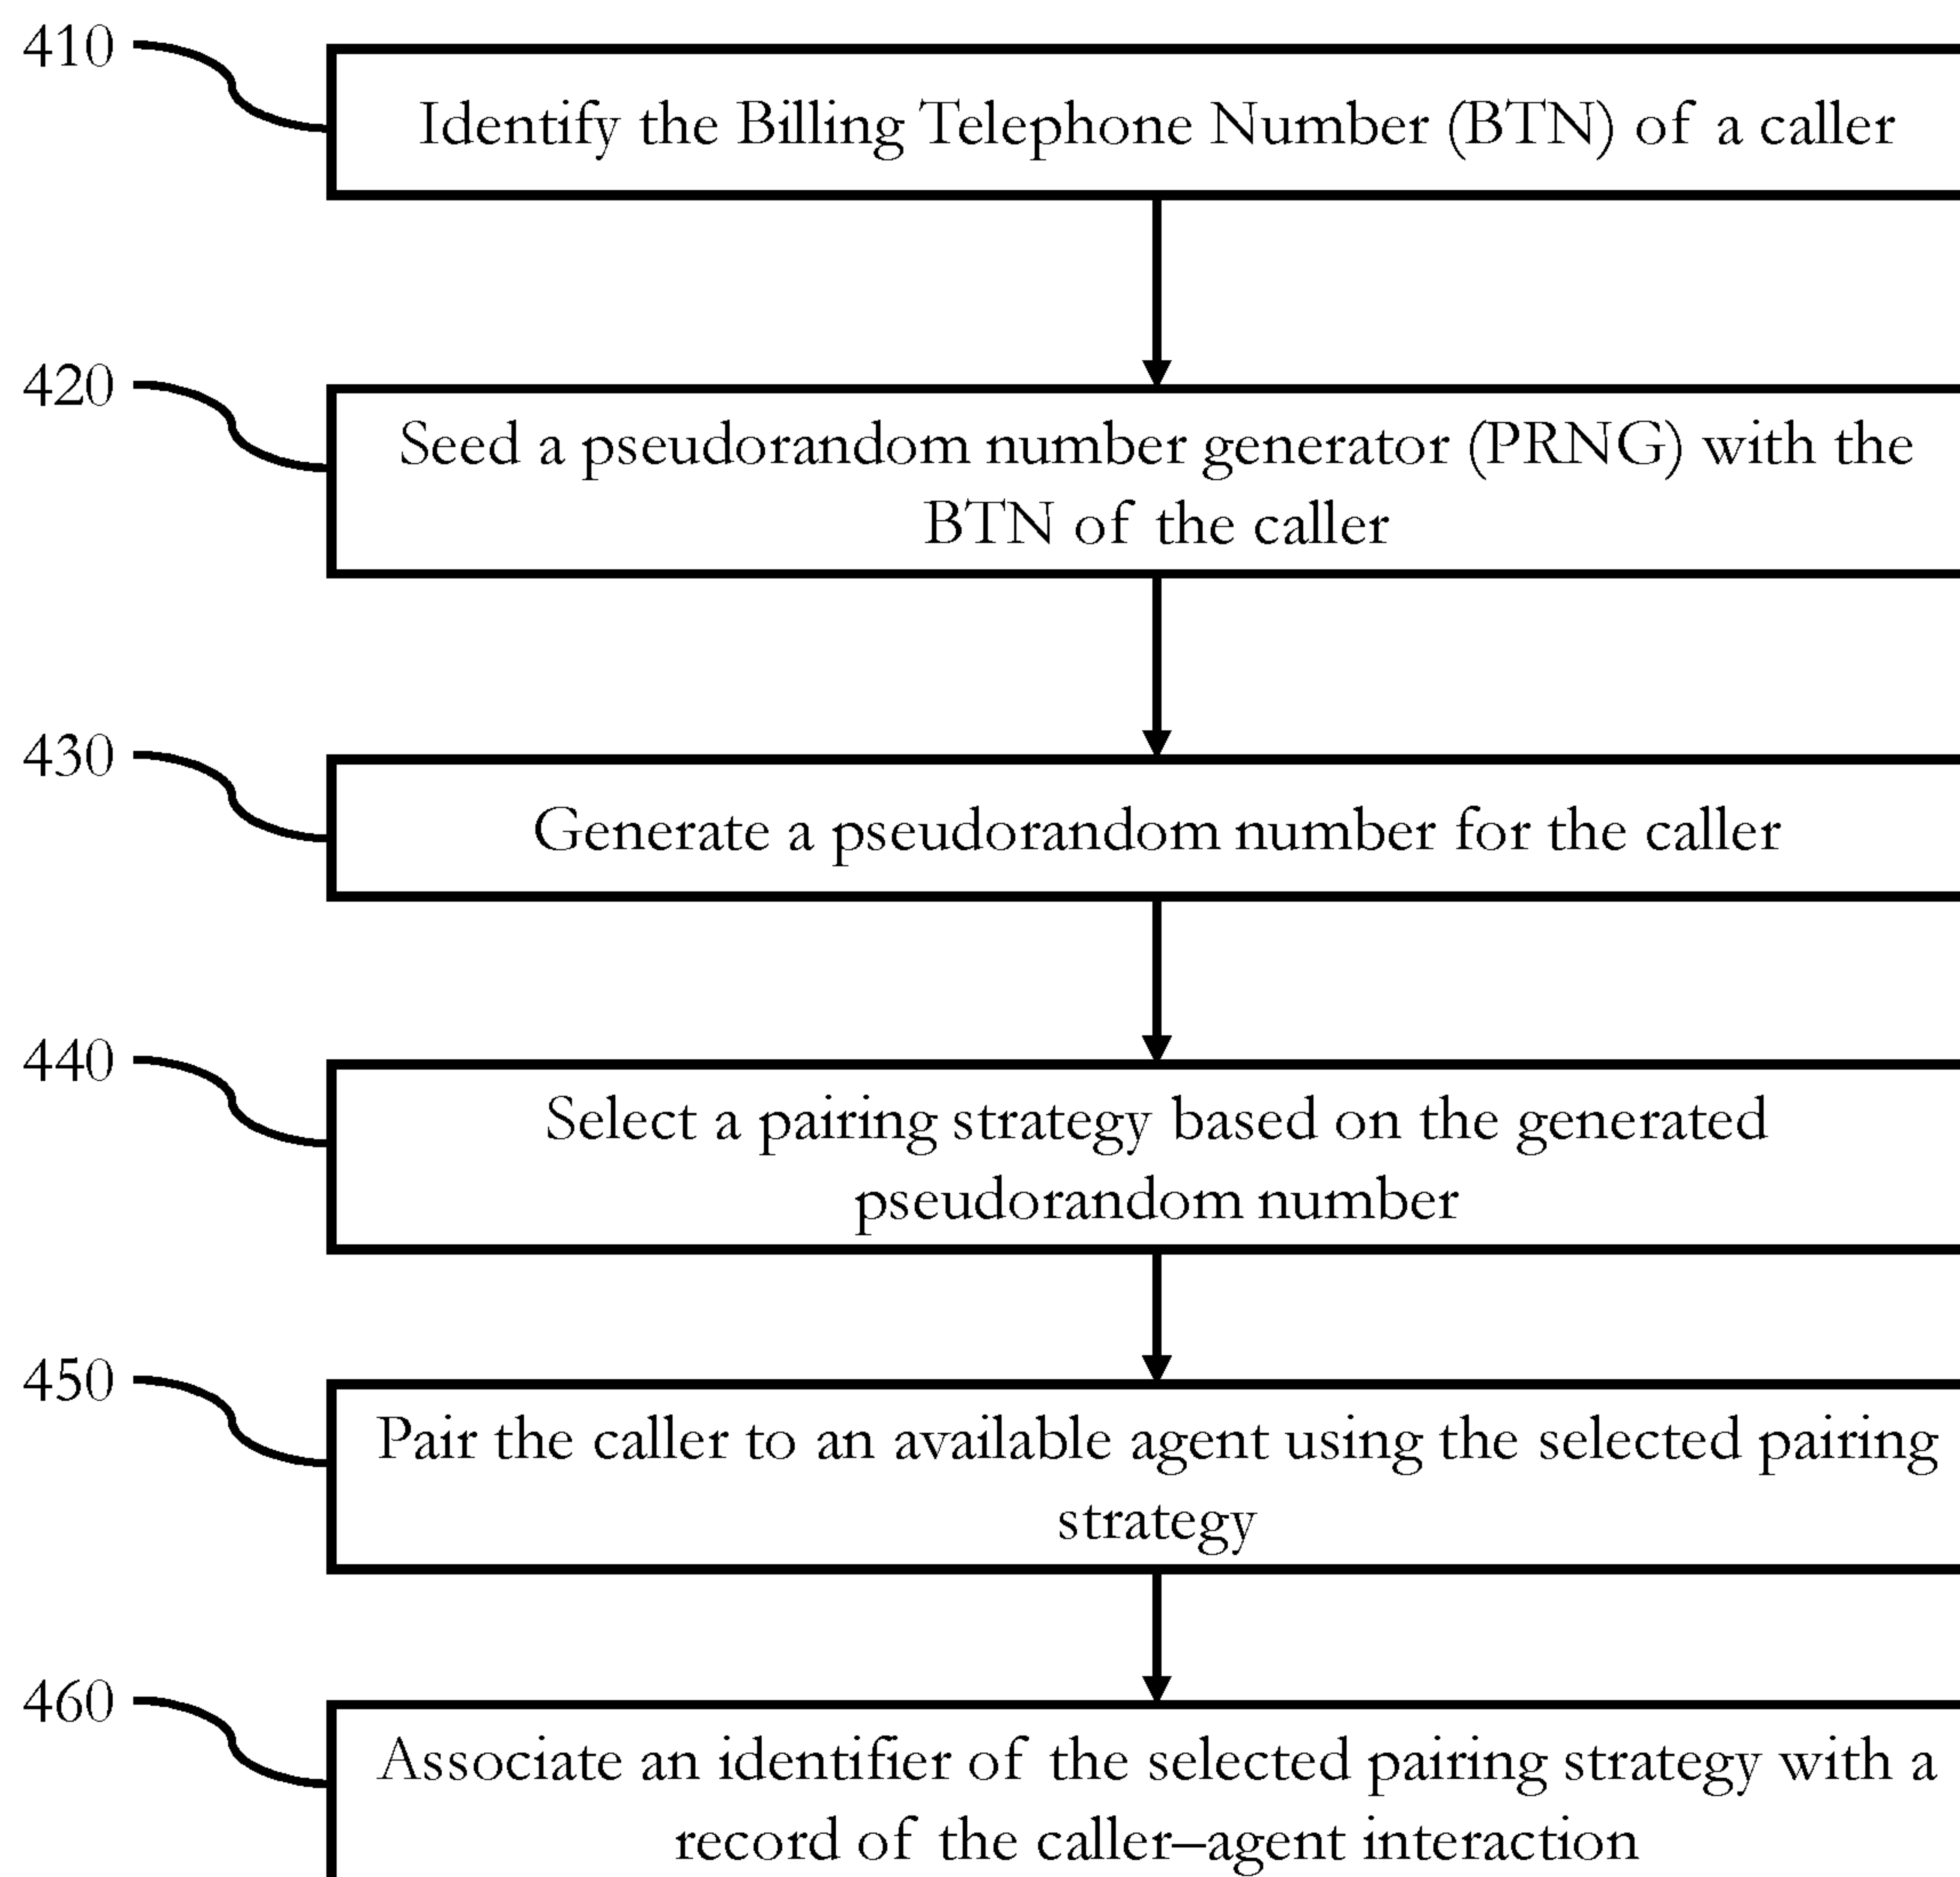 410
Identify the Billing Telephone Number (BTN) of a caller
420
Seed a pseudorandom number generator (PRNG) with the
BTN of the caller
430
Generate a pseudorandom number for the caller
440
Select a pairing strategy based on the generated
pseudorandom number
450
Pair the caller to an available agent using the selected pairing
strategy
460
Associate an identifier of the selected pairing strategy with a
record of the caller–agent interaction